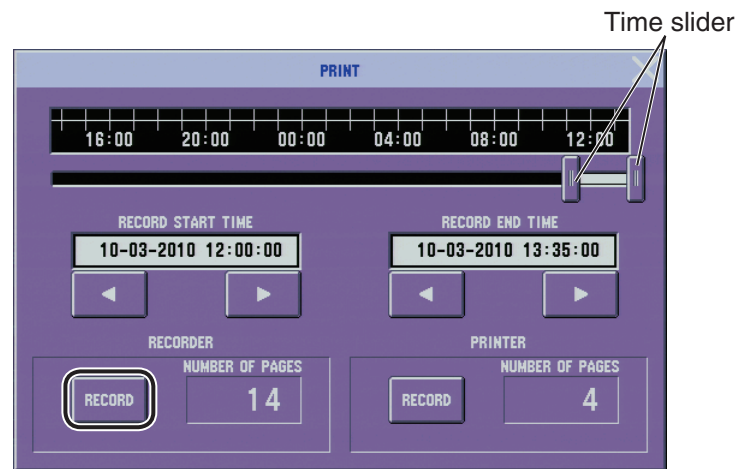 Time slider
PRINT
16:00 20:00 00:00 04:00 08:00 12:00
RECORD START TIME RECORD END TIME
10-03-2010 12:00:00 10-03-2010 13:35:00
RECORDER PRINTER
NUMBER OF PAGES NUMBER OF PAGES
RECORD 14 RECORD 4